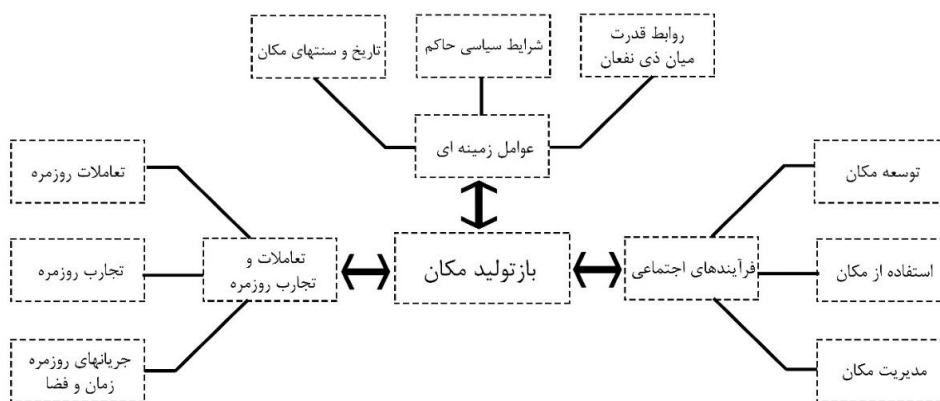 روابط قدرت
میان ذی نفعان
شرایط سیاسی حاکم
تاریخ و سنتهای مکان
عوامل زمینه ای
توسعه مکان
تعاملات روزمره
فرآیندهای اجتماعی
بازتولید مکان
تعاملات و
تجارب روزمره
استفاده از مکان
تجارب روزمره
مدیریت مکان
جریانهای روزمره
زمان و فضا